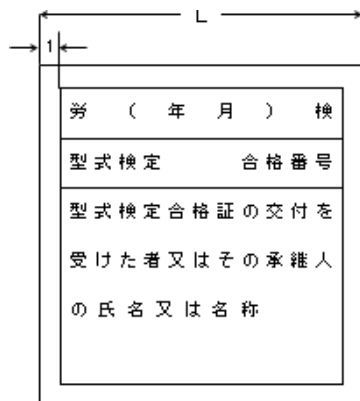 L
1
労（年月）検
型式検定 合格番号
型式検定合格証の交付を
受けた者又はその承継人
の氏名又は名称